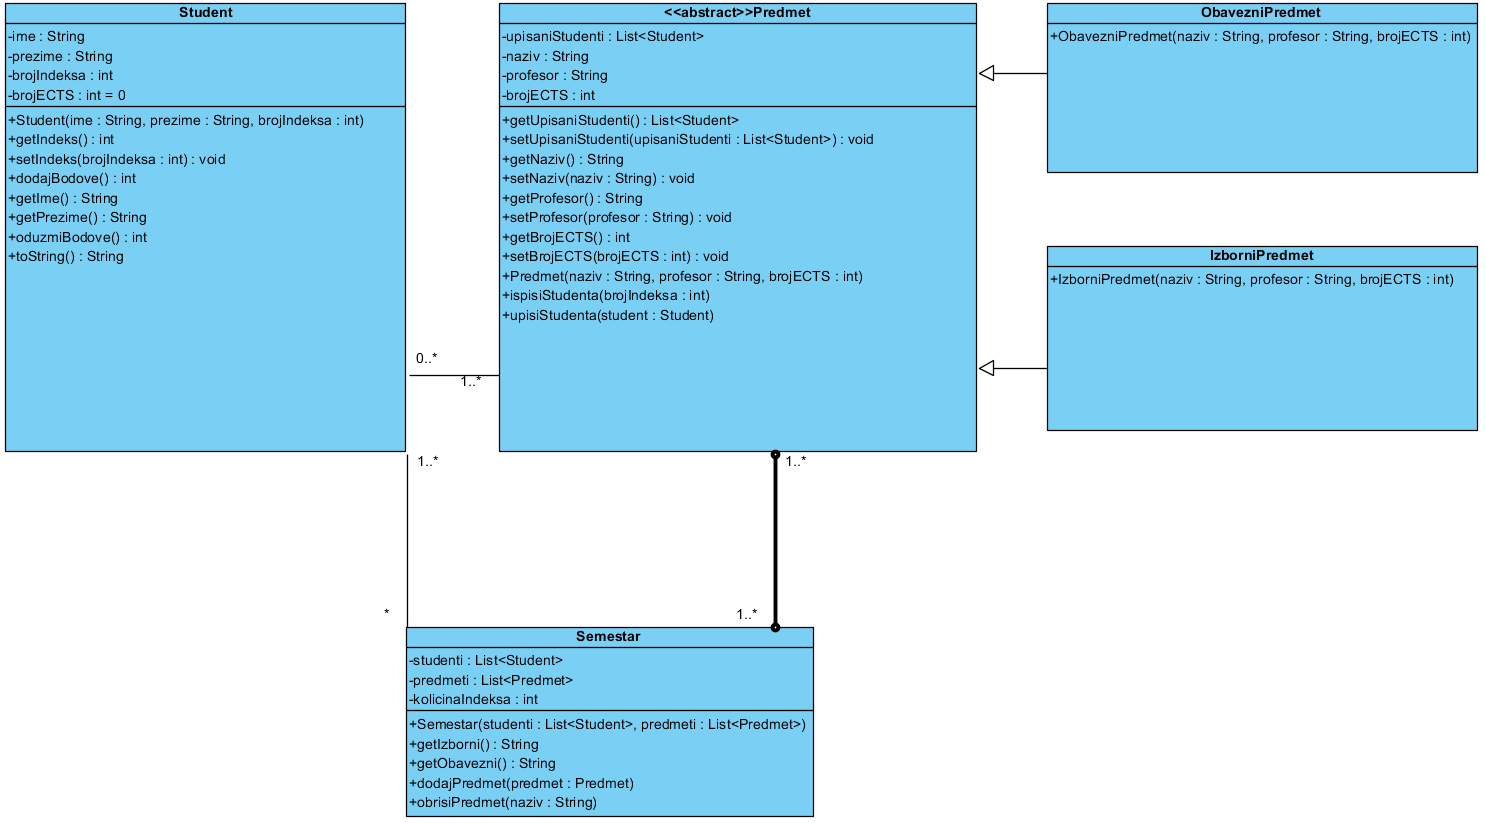 Student
-ime : String
-prezime : String
-brojIndeksa : int
-brojECTS : int = 0
+Student(ime : String, prezime : String, brojIndeksa : int)
+getIndeks() : int
+setIndeks(brojIndeksa : int) : void
+dodajBodove() : int
+getIme() : String
+getPrezime() : String
+oduzmiBodove() : int
+toString() : String
<<abstract>>Predmet
-upisaniStudenti : List<Student>
-naziv : String
-profesor : String
-brojECTS : int
+getUpisaniStudenti() : List<Student>
+setUpisaniStudenti(upisaniStudenti : List<Student>) : void
+getNaziv() : String
+setNaziv(naziv : String) : void
+getProfesor() : String
+setProfesor(profesor : String) : void
+getBrojECTS() : int
+setBrojECTS(brojECTS : int) : void
+Predmet(naziv : String, profesor : String, brojECTS : int)
+ispisiStudenta(brojIndeksa : int)
+upisiStudenta(student : Student)
ObavezniPredmet
+ObavezniPredmet(naziv : String, profesor : String, brojECTS : int)
IzborniPredmet
+IzborniPredmet(naziv : String, profesor : String, brojECTS : int)
0..*
1..*
1..*
1..*
*
1..*
Semestar
-studenti : List<Student>
-predmeti : List<Predmet>
-kolicinaIndeksa : int
+Semestar(studenti : List<Student>, predmeti : List<Predmet>)
+getIzborni() : String
+getObavezni() : String
+dodajPredmet(predmet : Predmet)
+obrisiPredmet(naziv : String)